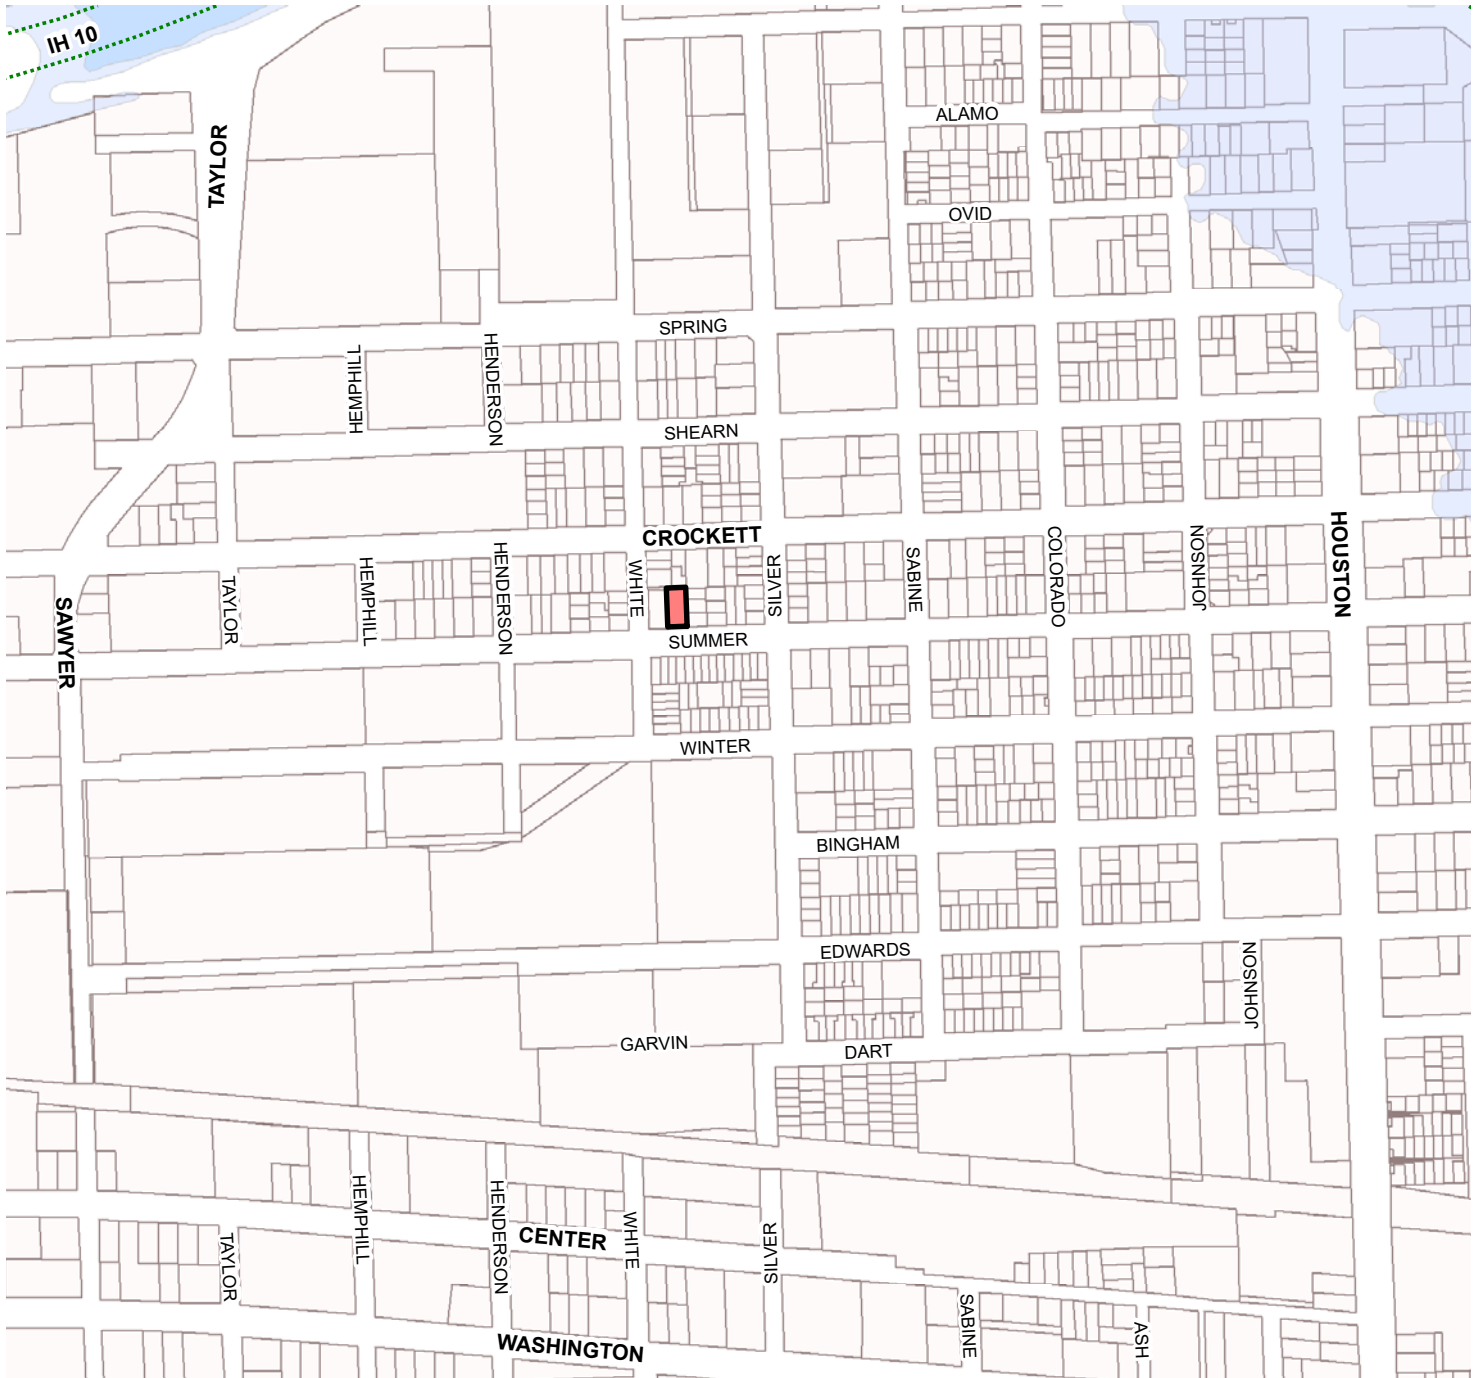 IH 10
ALAMO
TAYLOR
OVID
SPRING
HEMPHILL
HENDERSON
SHEARN
CROCKETT
HOUSTON
SAWYER
TAYLOR
HEMPHILL
HENDERSON
WHITE
SILVER
SABINE
COLORADO
JOHNSON
SUMMER
WINTER
BINGHAM
EDWARDS
JOHNSON
GARVIN
DART
HEMPHILL
HENDERSON
WHITE
SILVER
TAYLOR
CENTER
SABINE
ASH
WASHINGTON